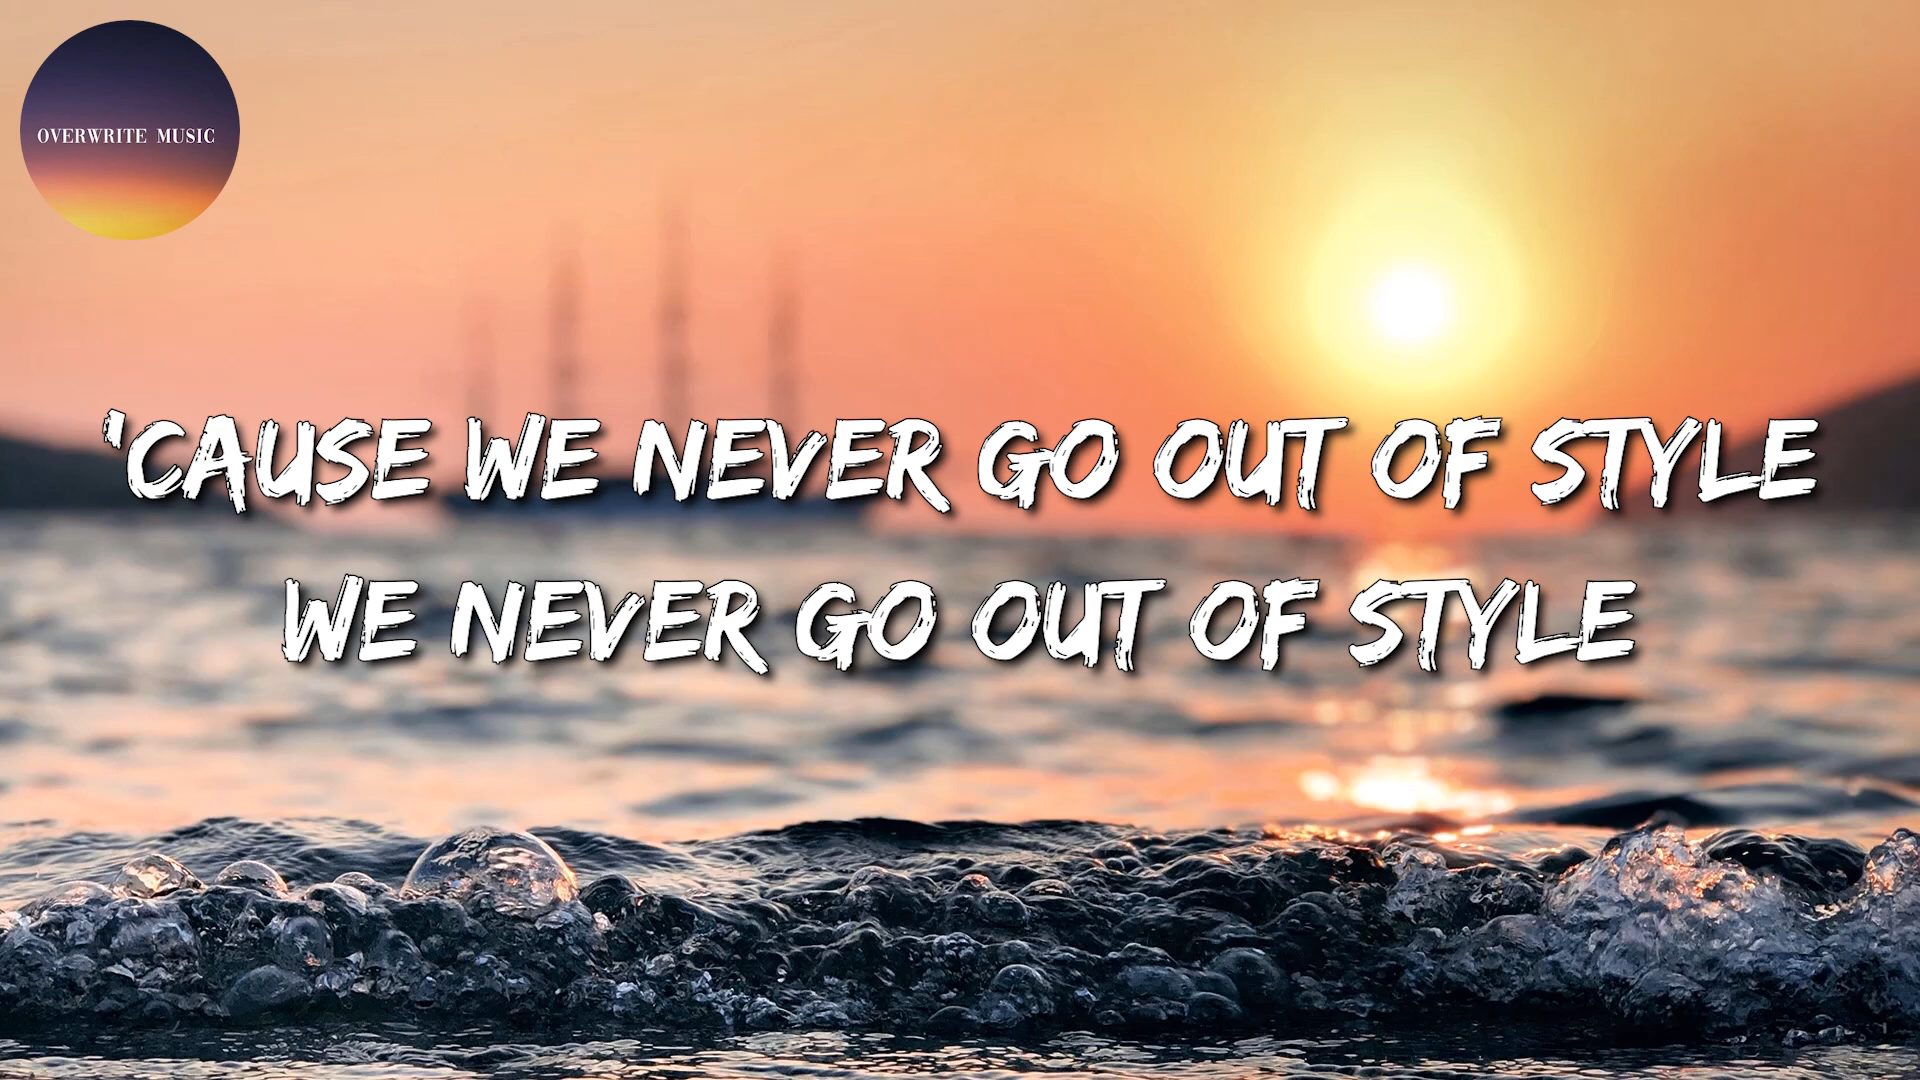 OVERWRITE MUSIC
'CAUSE WE NEVER GO OUT OF STYLE
WE NEVER GO OUT OF STYLE